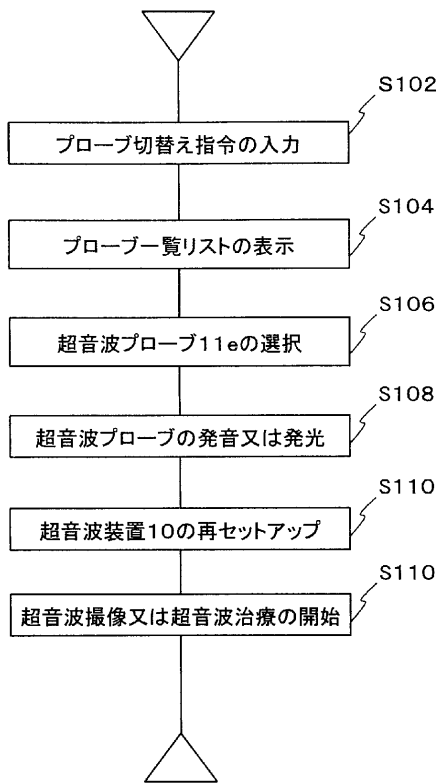 S102
プローブ切替え指令の入力
S104
プローブ一覧リストの表示
S106
超音波プローブ11eの選択
S108
超音波プローブの発音又は発光
S110
超音波装置10の再セットアップ
S110
超音波撮像又は超音波治療の開始